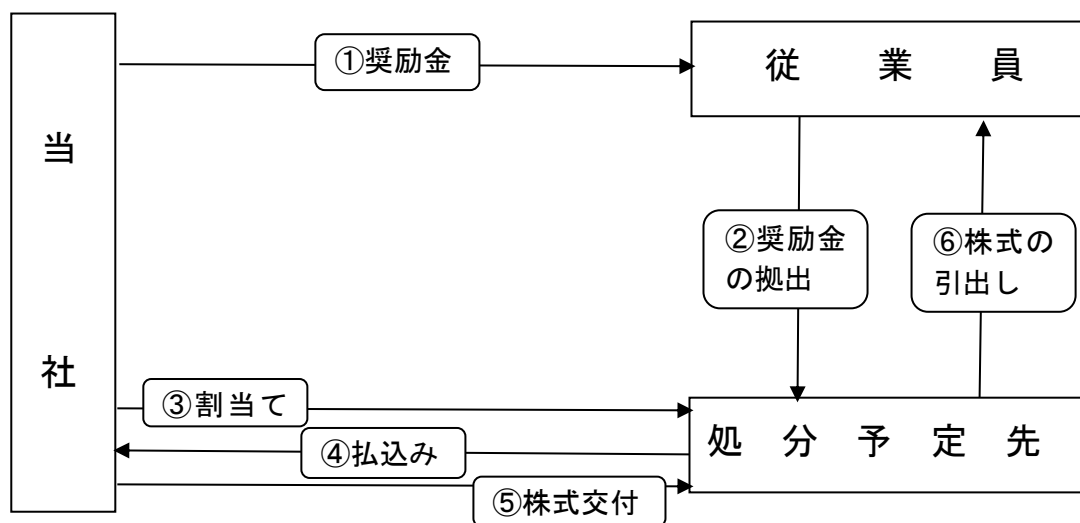 当
社
①奨励金
従業員
②奨励金
の拠出
⑥株式の
引出し
③割当て
④払込み
⑤株式交付
処分予定先